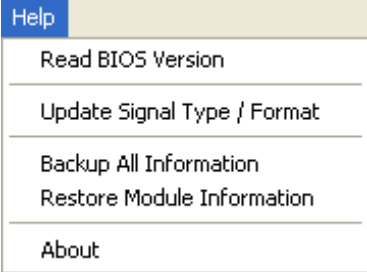 Help
Read BIOS Version
Update Signal Type / Format
Backup All Information
Restore Module Information
About